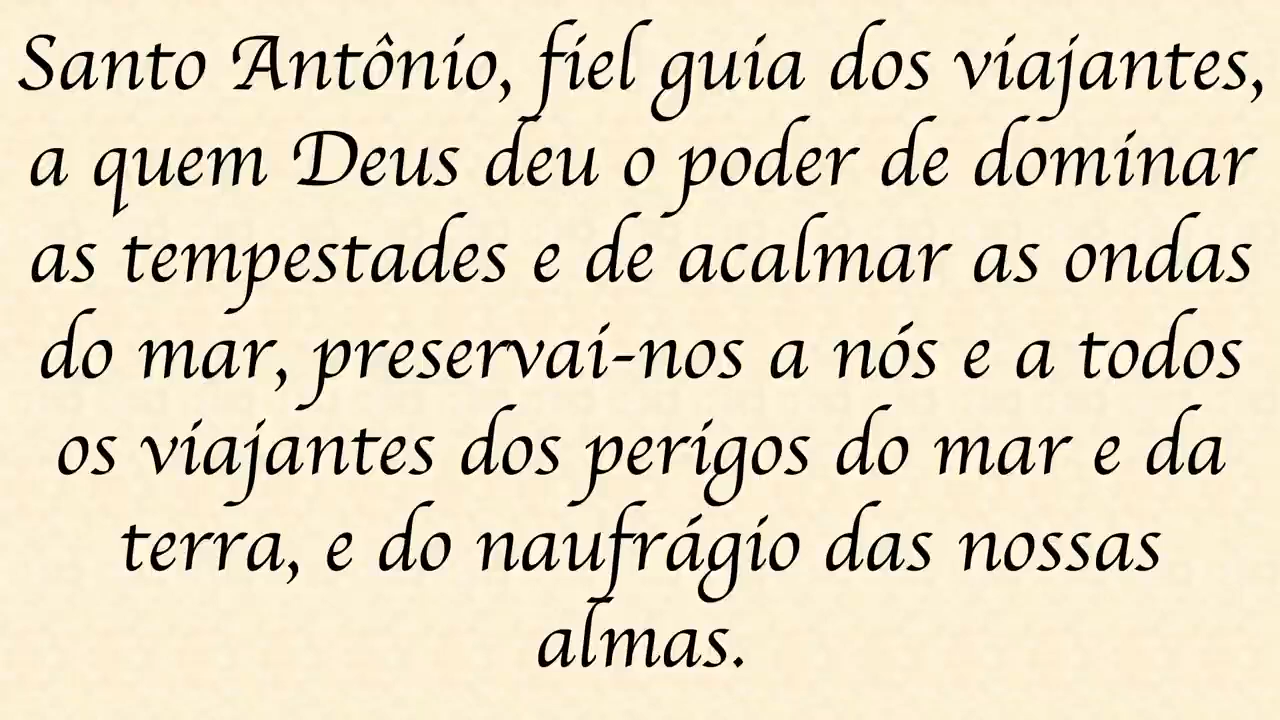 Santo Antônio, fiel guia dos viajantes,
a quem Deus deu o poder de dominar
as tempestades e de acalmar as ondas
do mar, preservai-nos a nós e a todos
os viajantes dos perigos do mar e da
terra, e do naufrágio das nossas
almas.